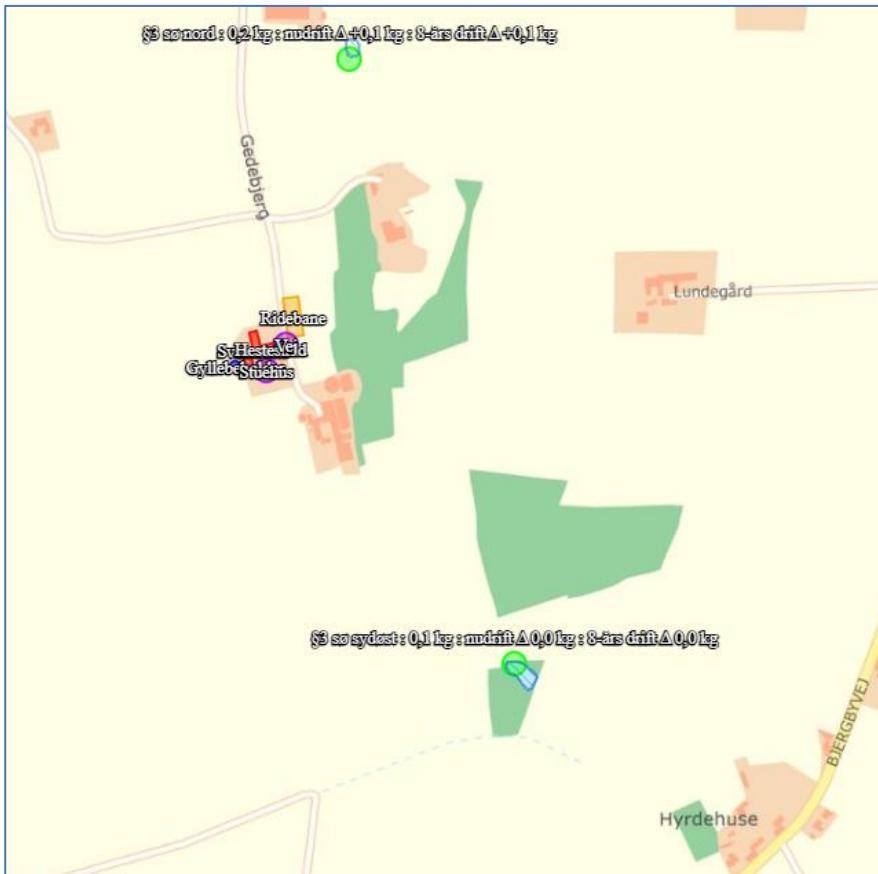 §3 sø nord : 0,2 kg : nudrift Δ +0,1 kg : 8-års drift Δ +0,1 kg
Gedebjerg
Lundegård
Ridebane
Vej
Stuehus
§3 sø sydøst : 0,1 kg : nudrift Δ 0,0 kg : 8-års drift Δ 0,0 kg
BJERGBYVEJ
Hyrdehuse